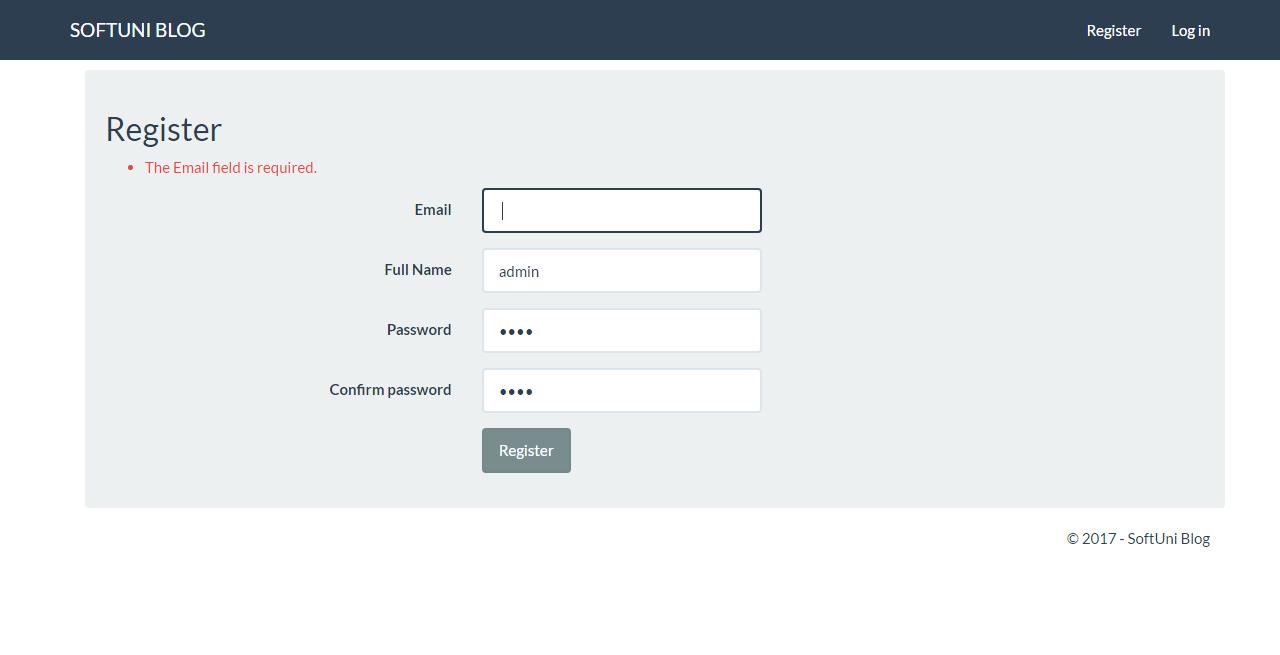 SOFTUNI BLOG
Register Log in
Register
The Email field is required.
Email
Full Name admin
Password ••••
Confirm password ••••
Register
© 2017 - SoftUni Blog